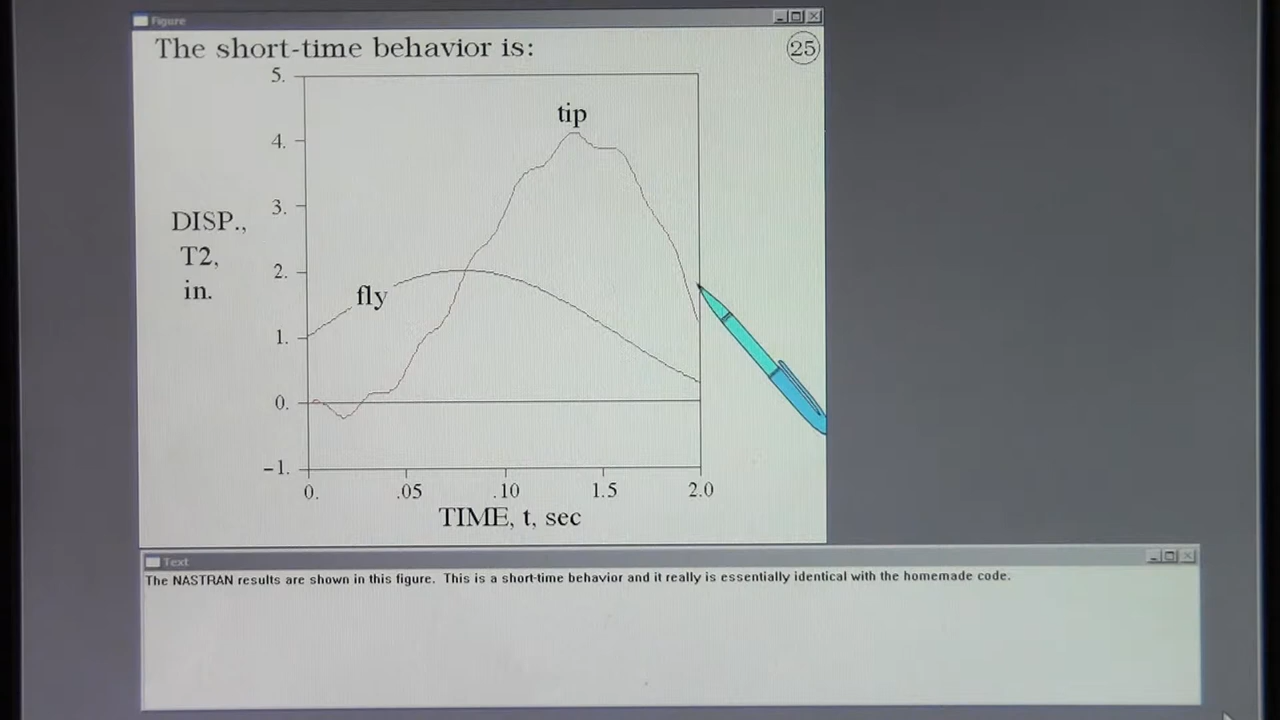 Figure
The short-time behavior is:
25
5.
tip
4.
3.
DISP.,
T2,
in.
2.
fly
1.
0.
−1.
0. .05 .10 1.5 2.0
TIME, t, sec
Text
The NASTRAN results are shown in this figure. This is a short-time behavior and it really is essentially identical with the homemade code.